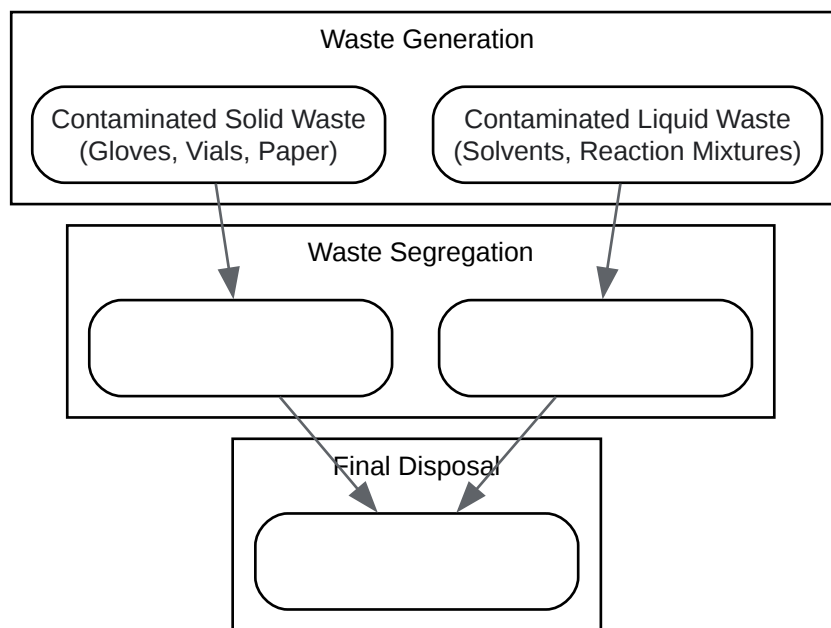 Waste Generation
Contaminated Solid Waste
(Gloves, Vials, Paper)
Contaminated Liquid Waste
(Solvents, Reaction Mixtures)
Waste Segregation
Final Disposal